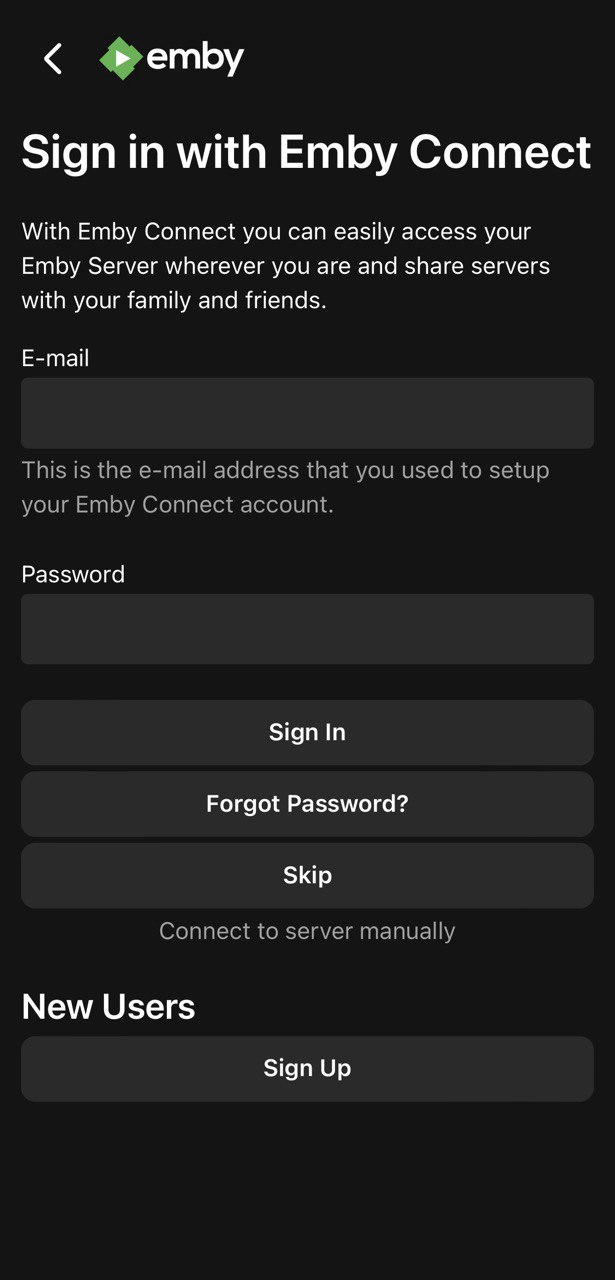 emby
Sign in with Emby Connect
With Emby Connect you can easily access your
Emby Server wherever you are and share servers
with your family and friends.
E-mail
This is the e-mail address that you used to setup
your Emby Connect account.
Password
Sign In
Forgot Password?
Skip
Connect to server manually
New Users
Sign Up